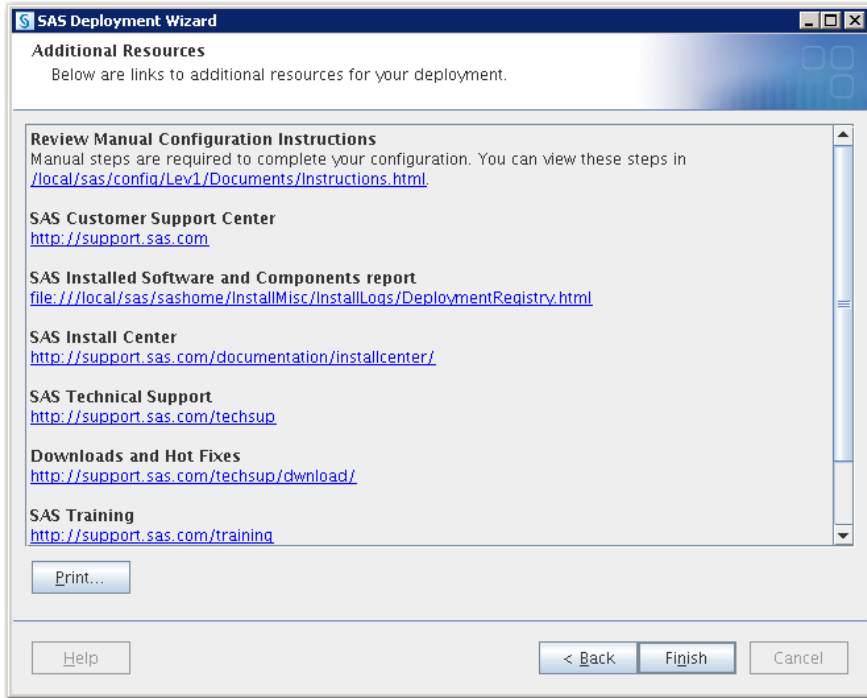 SAS Deployment Wizard
Additional Resources
Below are links to additional resources for your deployment.
Review Manual Configuration Instructions
Manual steps are required to complete your configuration. You can view these steps in
/local/sas/config/Lev1/Documents/Instructions.html.
SAS Customer Support Center
http://support.sas.com
SAS Installed Software and Components report
file:///local/sas/sashome/InstallMisc/InstallLogs/DeploymentRegistry.html
SAS Install Center
http://support.sas.com/documentation/installcenter/
SAS Technical Support
http://support.sas.com/techsup
Downloads and Hot Fixes
http://support.sas.com/techsup/dwnload/
SAS Training
http://support.sas.com/training
Print...
Help
< Back
Finish
Cancel